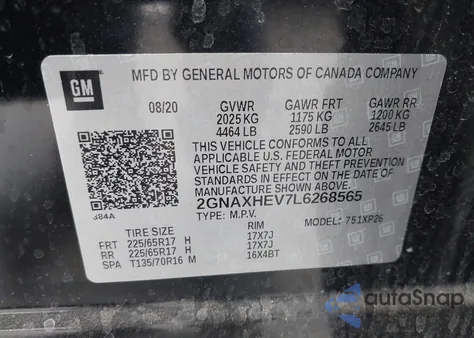 GM
MFD BY GENERAL MOTORS OF CANADA COMPANY
08/20 GVWR GAWR FRT GAWR RR
2025 KG 1175 KG 1200 KG
4464 LB 2590 LB 2645 LB
THIS VEHICLE CONFORMS TO ALL
APPLICABLE U.S. FEDERAL MOTOR
VEHICLE SAFETY AND THEFT PREVENTION
STANDARDS IN EFFECT ON THE DATE OF
MANUFACTURE SHOWN ABOVE.
2GNAXHEV7L6268565
TYPE: M.P.V. MODEL: 751XP26
384A
TIRE SIZE RIM
FRT 225/65R17 H 17X7J
RR 225/65R17 H 17X7J
SPA T135/70R16 M 16X4BT
autoSnap